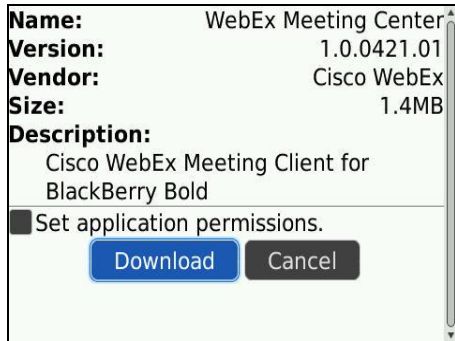 Name: WebEx Meeting Center
Version: 1.0.0421.01
Vendor: Cisco WebEx
Size: 1.4MB
Description:
Cisco WebEx Meeting Client for
BlackBerry Bold
Set application permissions.
Download Cancel